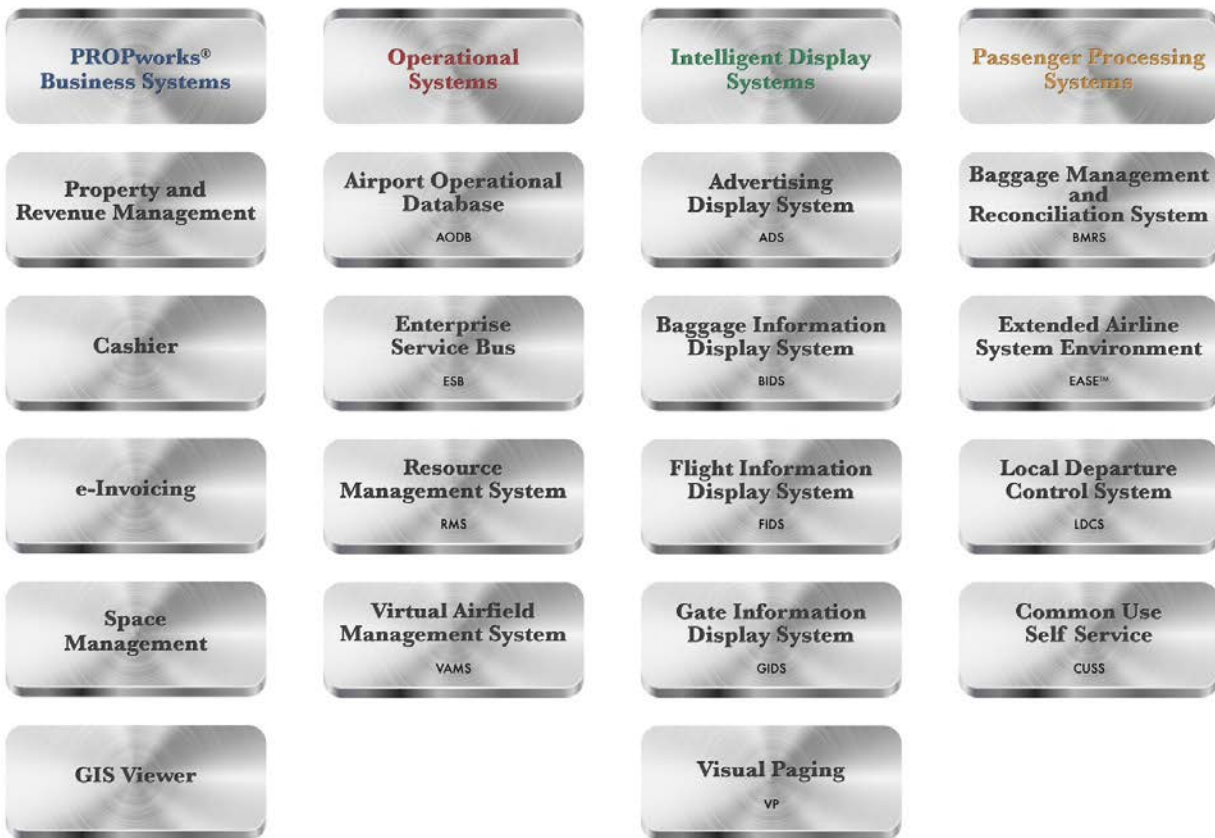 PROPworks®
Business Systems
Operational
Systems
Intelligent Display
Systems
Passenger Processing
Systems
Property and
Revenue Management
Airport Operational
Database
AODB
Advertising
Display System
ADS
Baggage Management
and
Reconciliation System
BMRS
Cashier
Enterprise
Service Bus
ESB
Baggage Information
Display System
BIDS
Extended Airline
System Environment
EASE™
e-Invoicing
Resource
Management System
RMS
Flight Information
Display System
FIDS
Local Departure
Control System
LDCS
Space
Management
Virtual Airfield
Management System
VAMS
Gate Information
Display System
GIDS
Common Use
Self Service
CUSS
GIS Viewer
Visual Paging
VP